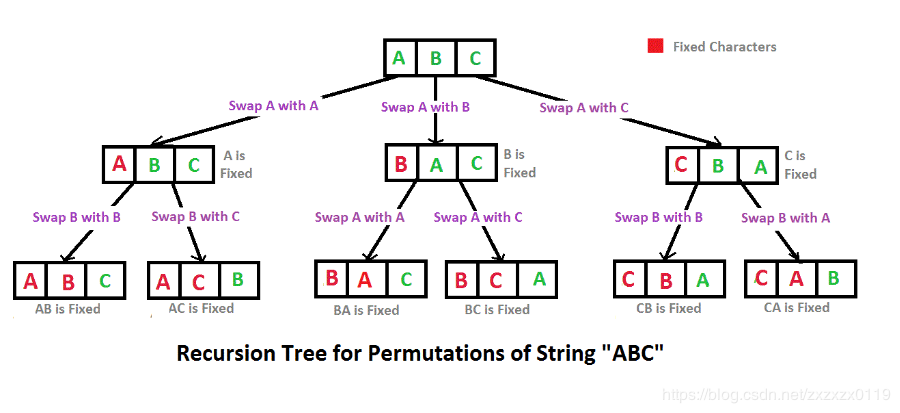 Fixed Characters
A B C
Swap A with A
Swap A with B
Swap A with C
A B C
A is
Fixed
B A C
B is
Fixed
C B A
C is
Fixed
Swap B with B
Swap B with C
Swap A with A
Swap A with C
Swap B with B
Swap B with A
A B C
A C B
B A C
B C A
C B A
C A B
AB is Fixed
AC is Fixed
BA is Fixed
BC is Fixed
CB is Fixed
CA is Fixed
Recursion Tree for Permutations of String "ABC"
https://blog.csdn.net/zxzxzx0119